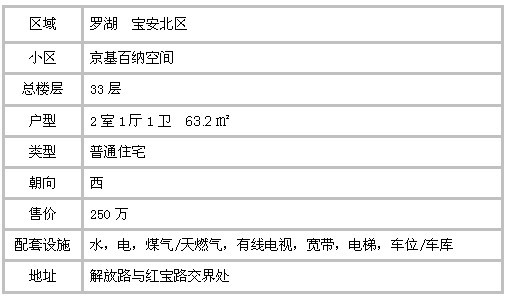 区域 罗湖 宝安北区
小区 京基百纳空间
总楼层 33 层
户型 2 室 1 厅 1 卫 63.2 ㎡
类型 普通住宅
朝向 西
售价 250 万
配套设施 水，电，煤气/天燃气，有线电视，宽带，电梯，车位/车库
地址 解放路与红宝路交界处